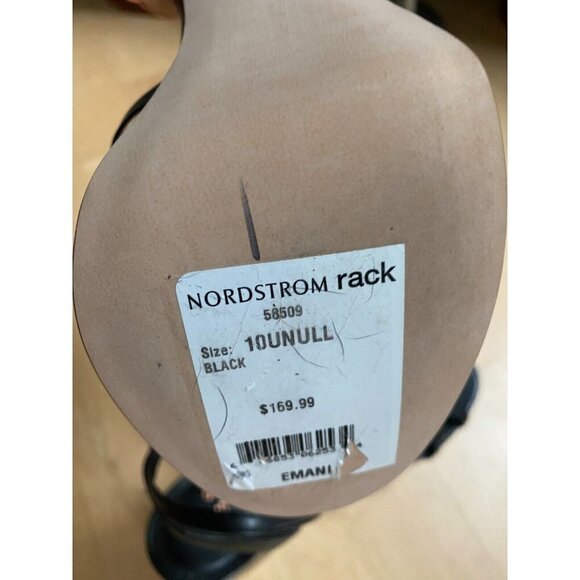 NORDSTROM rack
58509
Size: 10UNULL
BLACK
$169.99
EMANI